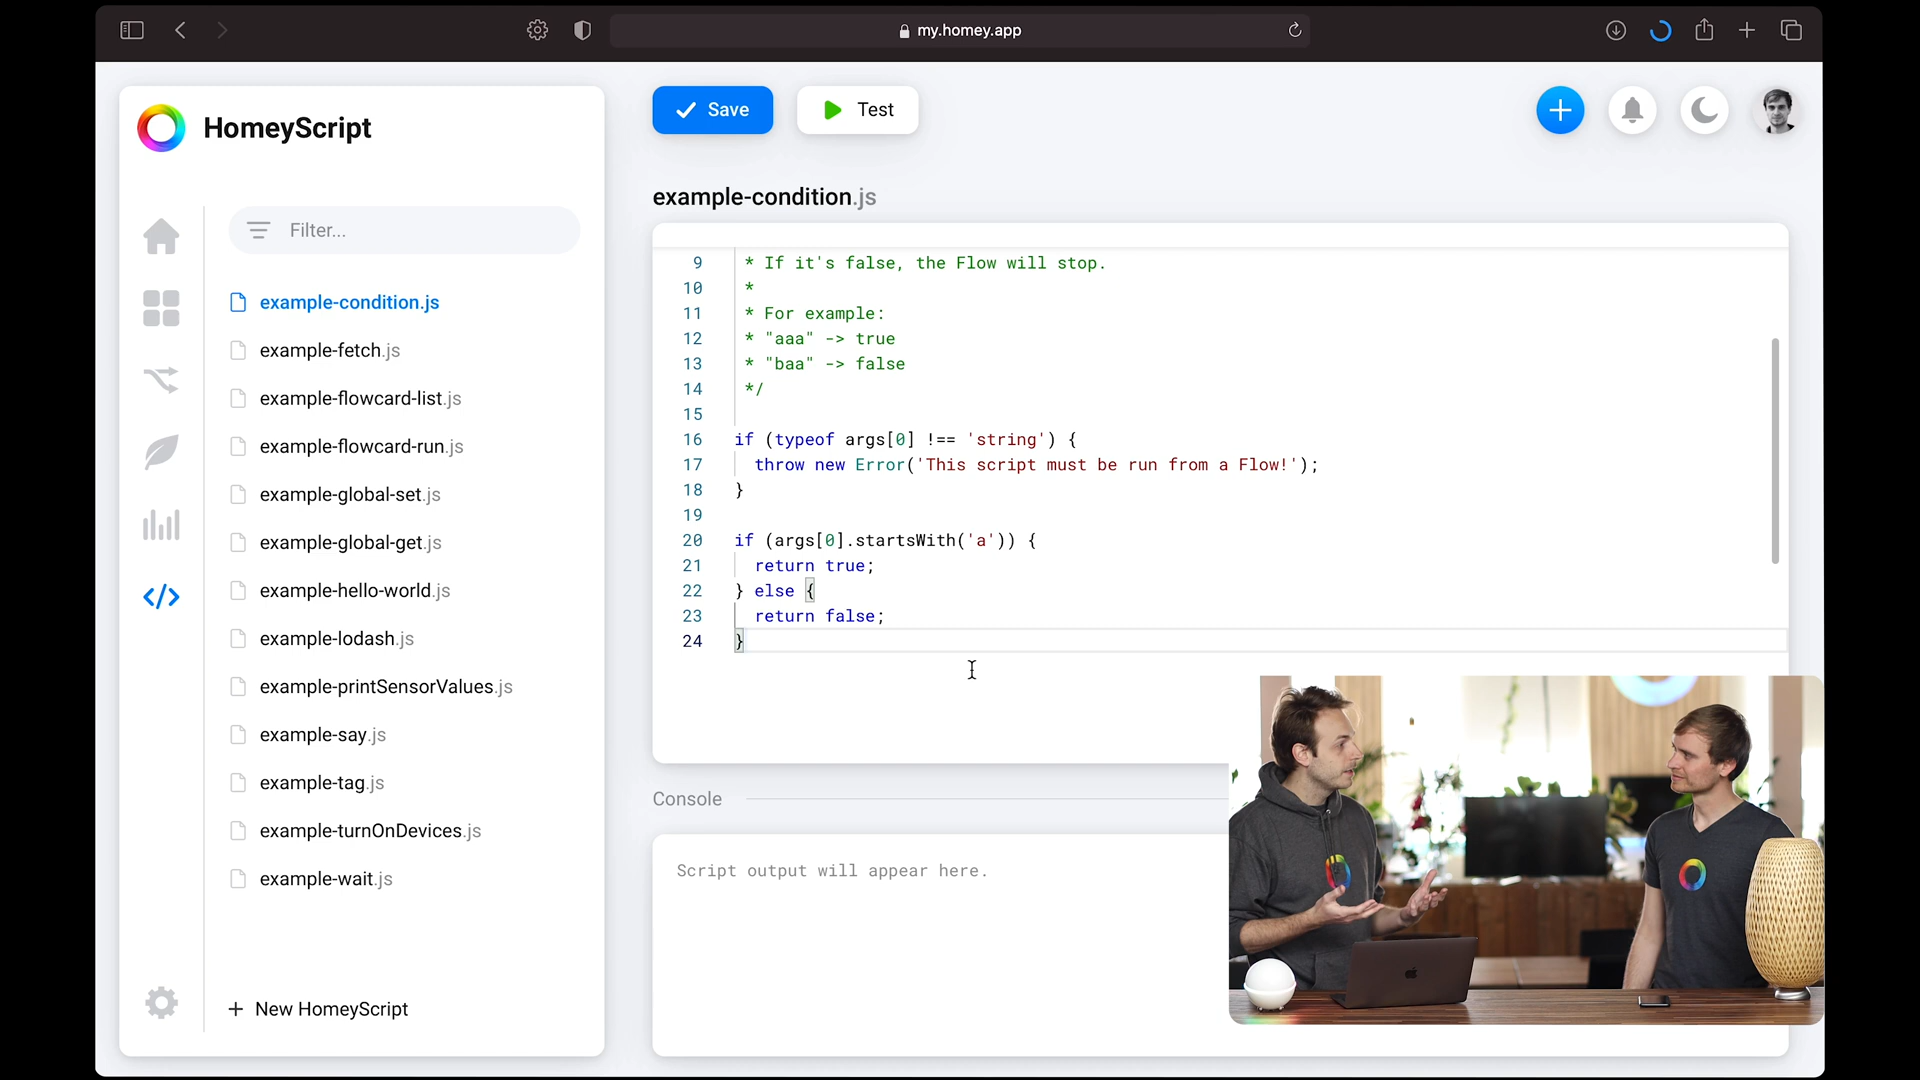 my.homey.app
HomeyScript
Filter...
example-condition.js
example-fetch.js
example-flowcard-list.js
example-flowcard-run.js
example-global-set.js
example-global-get.js
example-hello-world.js
example-lodash.js
example-printSensorValues.js
example-say.js
example-tag.js
example-turnOnDevices.js
example-wait.js
+ New HomeyScript
Save
Test
example-condition.js
9 * If it's false, the Flow will stop.
10 *
11 * For example:
12 * "aaa" -> true
13 * "baa" -> false
14 */
15
16 if (typeof args[0] !== 'string') {
17 throw new Error('This script must be run from a Flow!');
18 }
19
20 if (args[0].startsWith('a')) {
21 return true;
22 } else {
23 return false;
24 }
Console
Script output will appear here.